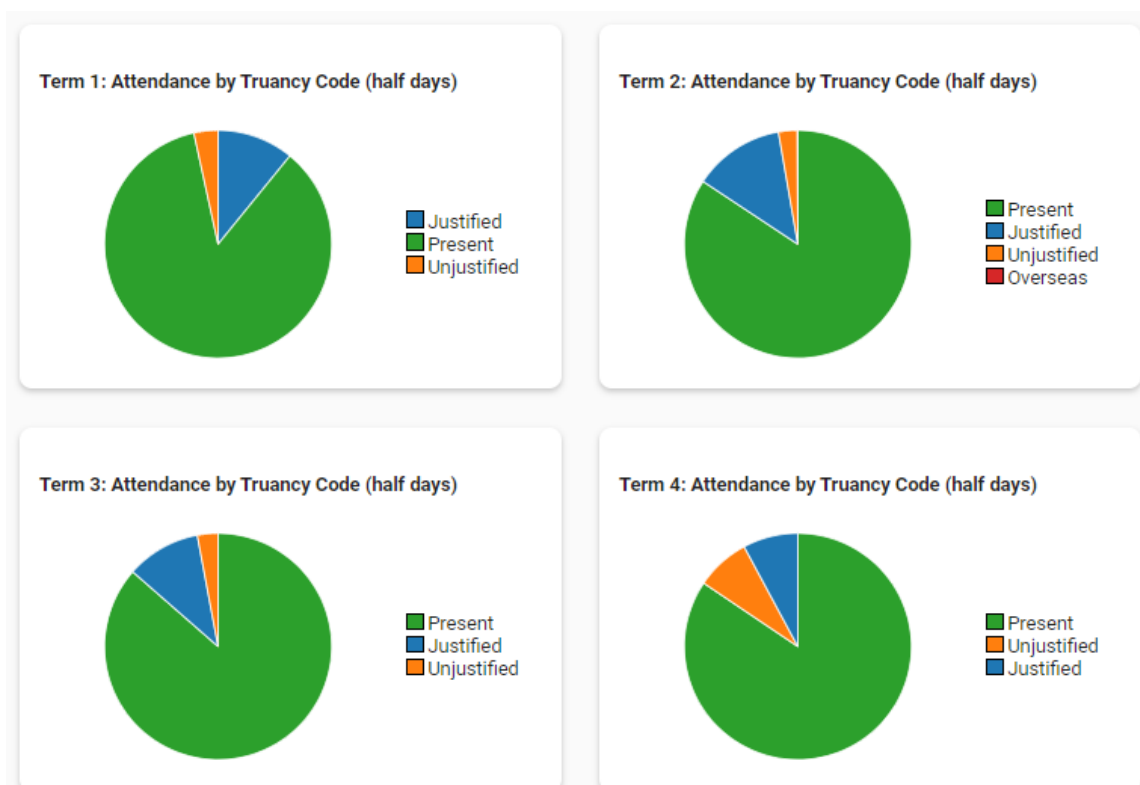 Term 1: Attendance by Truancy Code (half days)
Justified
Present
Unjustified
Term 2: Attendance by Truancy Code (half days)
Present
Justified
Unjustified
Overseas
Term 3: Attendance by Truancy Code (half days)
Present
Justified
Unjustified
Term 4: Attendance by Truancy Code (half days)
Present
Unjustified
Justified